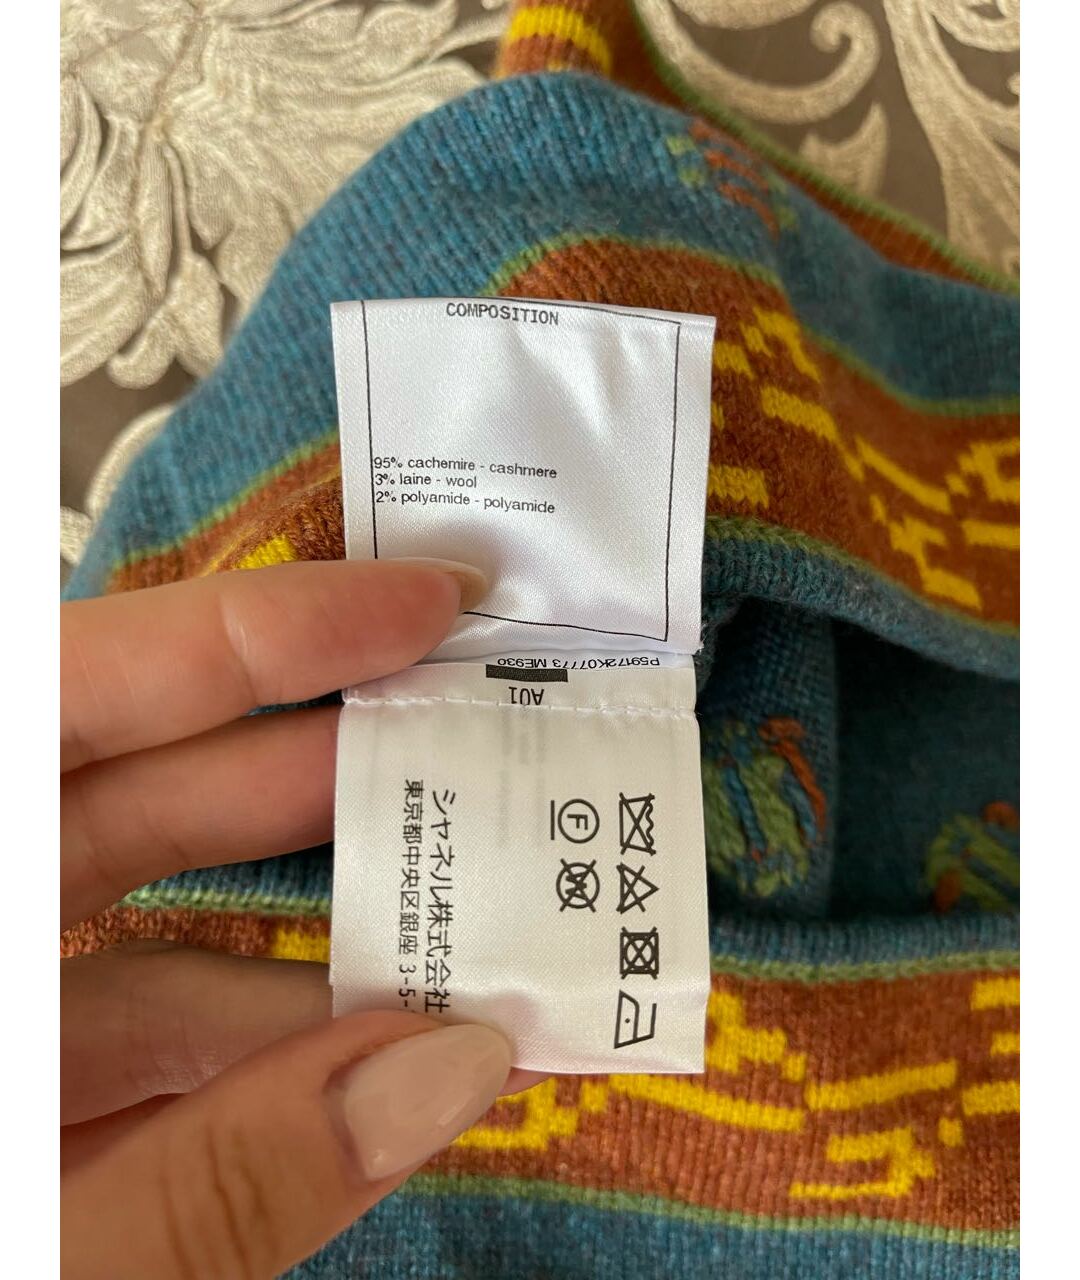 COMPOSITION
95% cachemire - cashmere
3% laine - wool
2% polyamide - polyamide
P59172K07773 ME930
A01
シャネル株式会社
東京都中央区銀座 3-5-
F
W